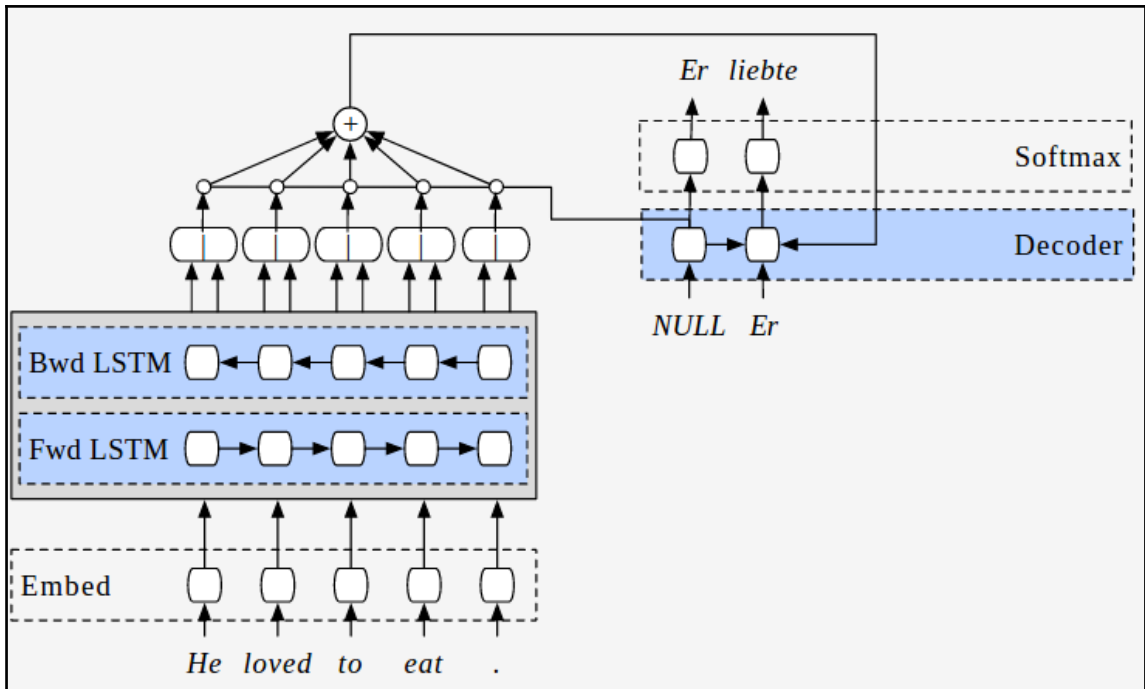 Er liebte
+
Softmax
Decoder
NULL Er
Bwd LSTM
Fwd LSTM
Embed
He loved to eat .